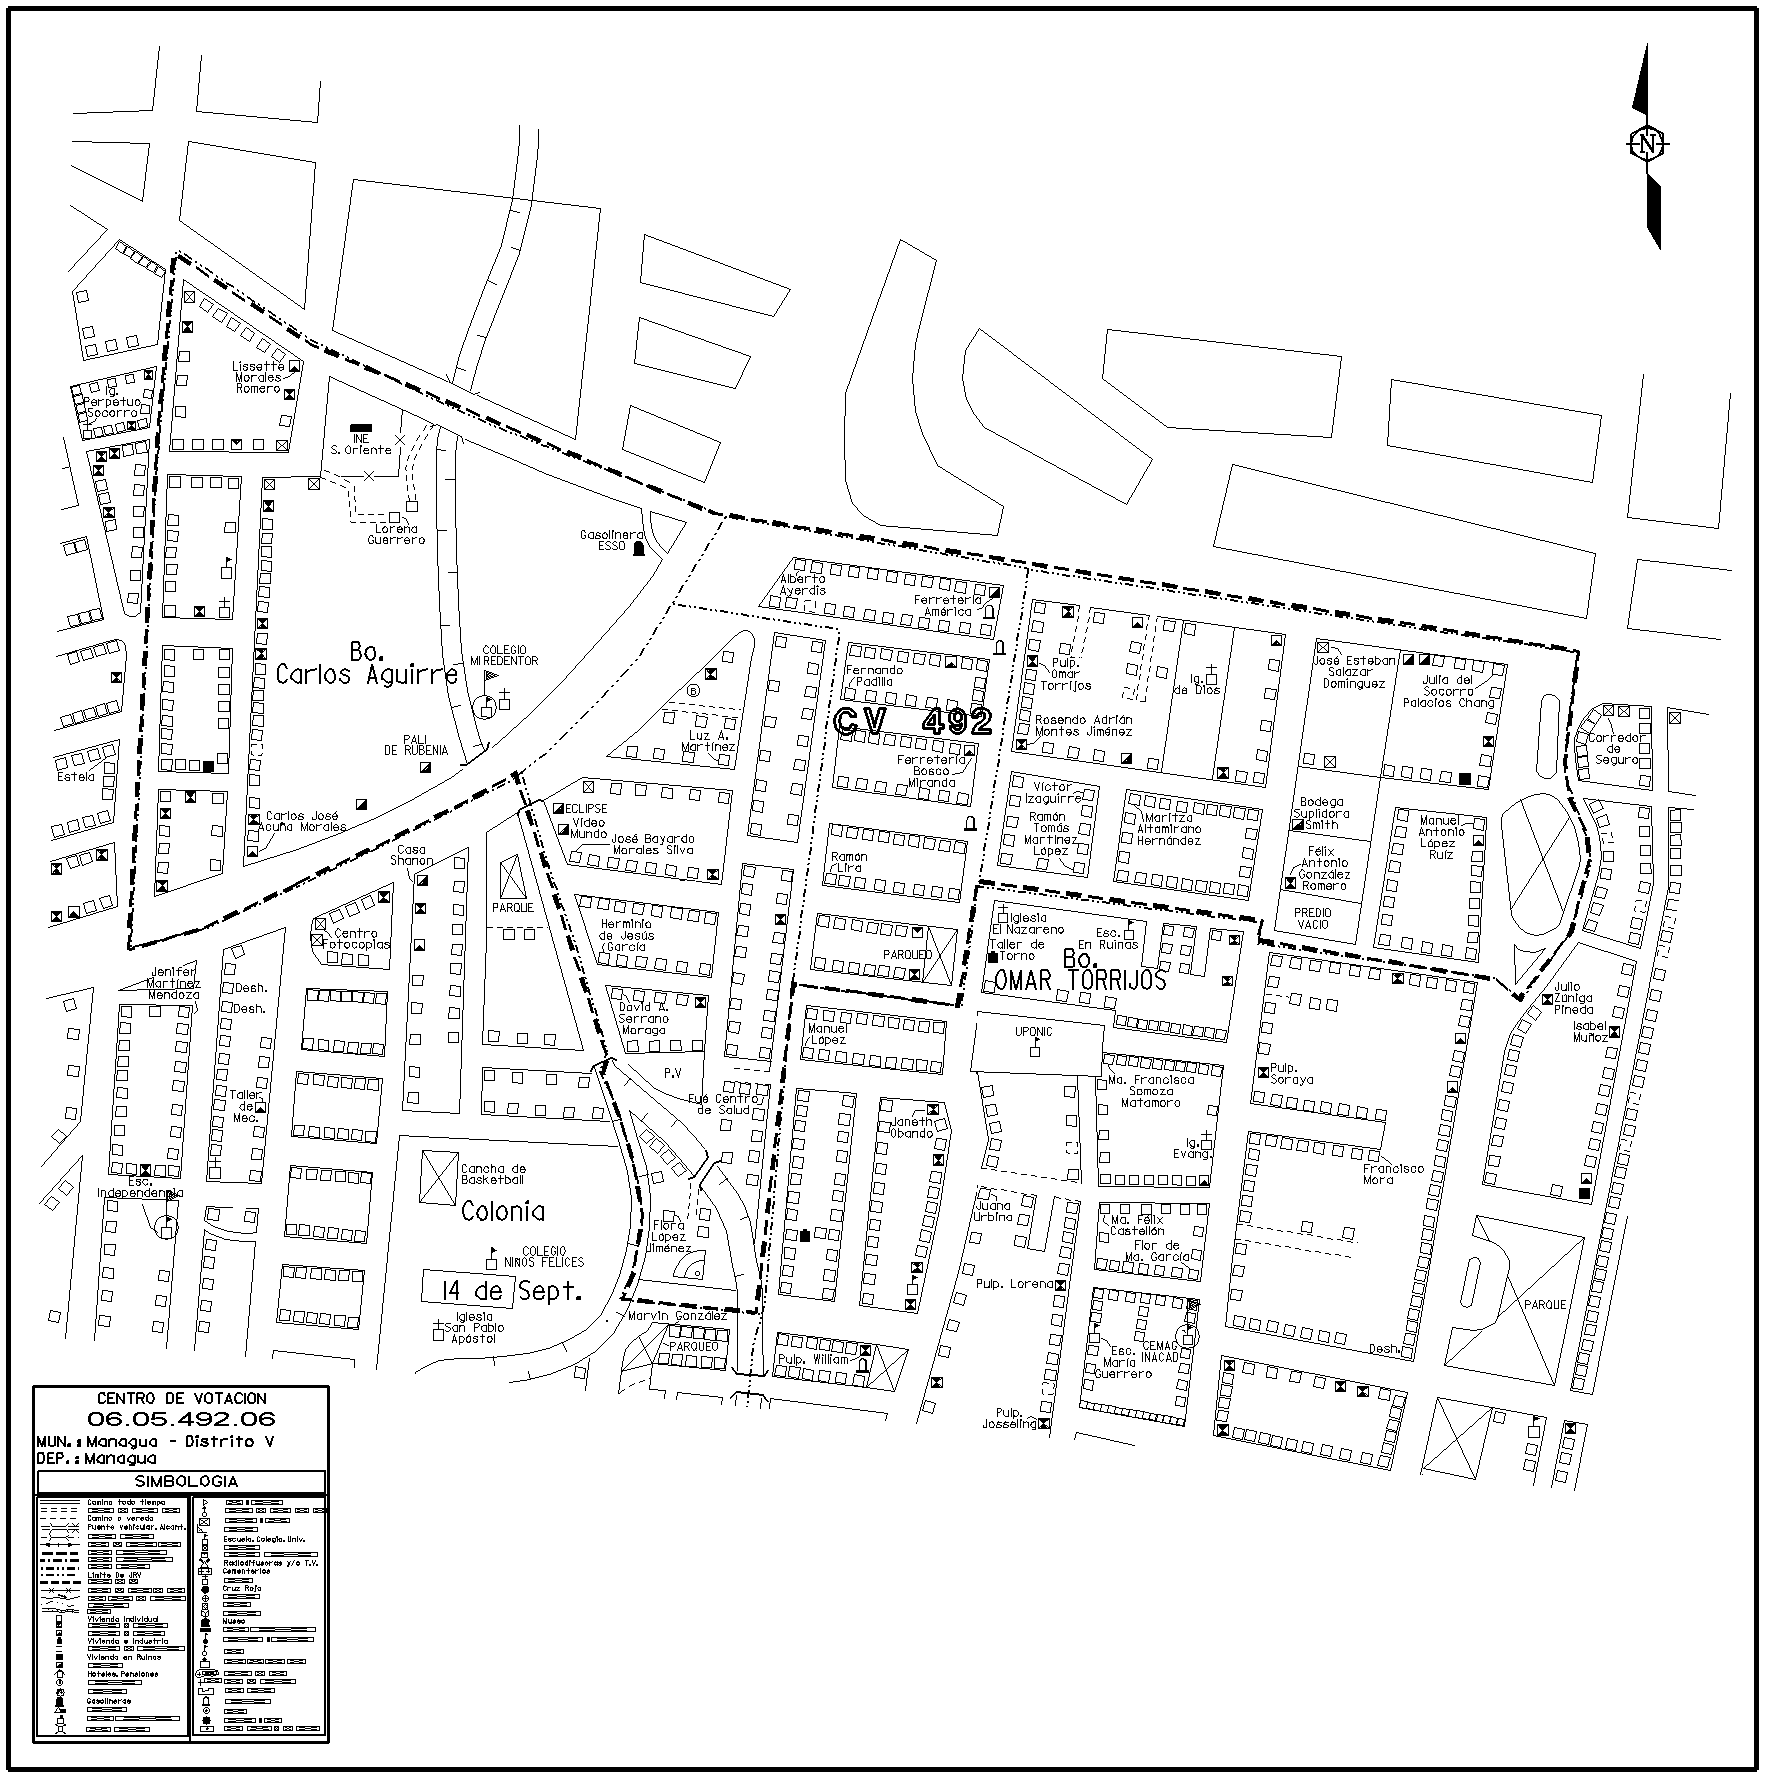 N
Lissette
Morales
Romero
Ig.
Perpetuo
Socorro
INE
S. Oriente
Lorena
Guerrero
Gasolinera
ESSO
Alberto
Averdis
Ferretería
América
Bo.
Carlos Aguirre
COLEGIO
MI REDENTOR
Fernando
Padilla
Pulp.
Omar
Torrijos
Ig.
de Dios
José Esteban
Salazar
Domínguez
Julia del
Socorro
Palacios Chang
CV 492
6
Luz A.
Martínez
Rosendo Adrián
Montes Jiménez
PALI
DE RUBENIA
Estela
Ferretería
Bosco
Miranda
Corredor
de
Seguro
Carlos José
Acuña Morales
ECLIPSE
Video
Mundo
José Bayardo
Morales Silva
Victor
Izaguirre
Ramón
Tomás
Martínez
López
Maritza
Altamirano
Hernández
Bodega
Suplidora
Smith
Manuel
Antonio
López
Ruíz
Félix
Antonio
González
Romero
Casa
Shanon
Ramón
Lira
PARQUE
PREDIO
VACIO
Centro
Fotocopias
Herminio
de Jesús
García
PARQUEO
Iglesia
El Nazareno
Taller de
Torno
Esc.
En Ruinas
Bo.
OMAR TORRIJOS
Jenifer
Martínez
Mendoza
Desh.
Desh.
David A.
Serrano
Moraga
Manuel
López
UPONIC
Julio
Zúniga
Pineda
Isabel
Muñoz
P.V
Pulp.
Soraya
Ma. Francisca
Somoza
Matamoro
Fué Centro
de Salud
Taller
de
Mec.
Janeth
Obando
Ig.
Evang.
Francisco
Mora
Cancha de
Basketball
Esc.
Independencia
Colonia
Flora
López
Jiménez
Juana
Urbina
Ma. Félix
Castellón
Flor de
Ma. García
COLEGIO
NIÑOS FELICES
14 de Sept.
Pulp. Lorena
PARQUE
Iglesia
San Pablo
Apóstol
Marvin González
PARQUEO
Pulp. William
Esc.
María
Guerrero
CEMAG
INACAD
Desh.
Pulp.
Josseling
CENTRO DE VOTACION
06.05.492.06
MUN.: Managua - Distrito V
DEP.: Managua
SIMBOLOGIA
Camino todo tiempo
Camino o vereda
Puente vehicular. Alcant.
Límite De JRV
Vivienda Individual
Vivienda e Industria
Vivienda en Ruinas
Hoteles. Pensiones
Gasolineras
Escuela. Colegio. Univ.
Radiodifusoras y/o T.V.
Cementerios
Cruz Roja
Museo